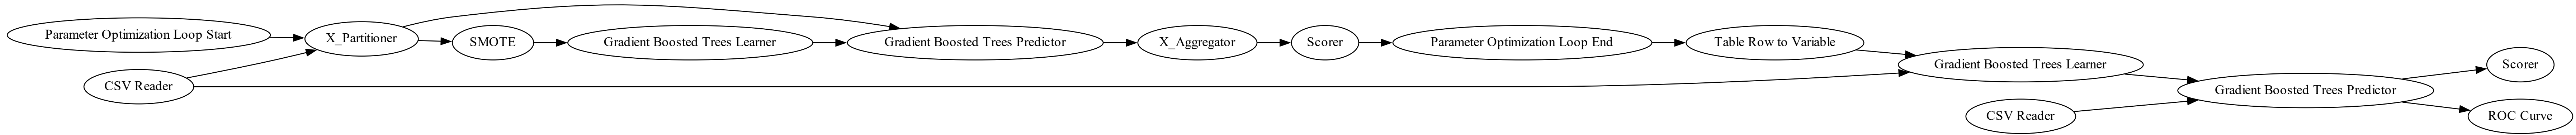 Parameter Optimization Loop Start
CSV Reader
X_Partitioner
SMOTE
Gradient Boosted Trees Learner
Gradient Boosted Trees Predictor
X_Aggregator
Scorer
Parameter Optimization Loop End
Table Row to Variable
Gradient Boosted Trees Learner
CSV Reader
Gradient Boosted Trees Predictor
Scorer
ROC Curve